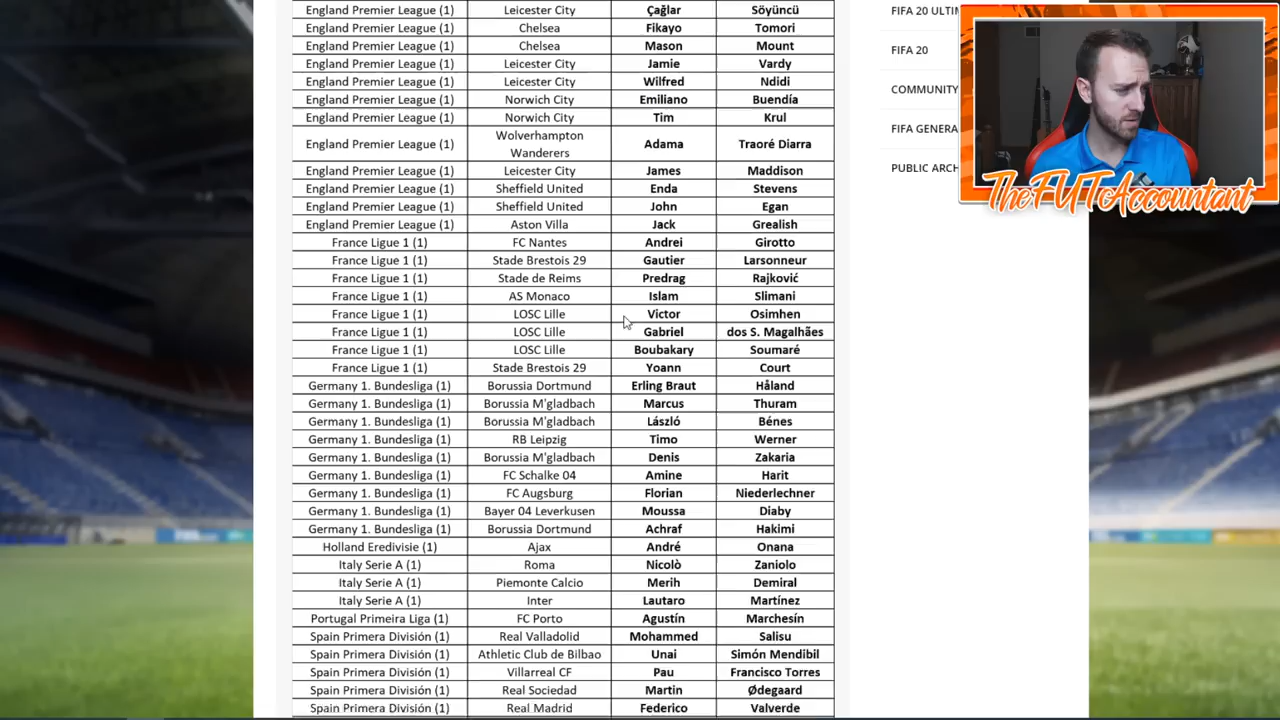 England Premier League (1) Leicester City Çağlar Söyüncü
England Premier League (1) Chelsea Fikayo Tomori
England Premier League (1) Chelsea Mason Mount
England Premier League (1) Leicester City Jamie Vardy
England Premier League (1) Leicester City Wilfred Ndidi
England Premier League (1) Norwich City Emiliano Buendía
England Premier League (1) Norwich City Tim Krul
England Premier League (1) Wolverhampton Wanderers Adama Traoré Diarra
England Premier League (1) Leicester City James Maddison
England Premier League (1) Sheffield United Enda Stevens
England Premier League (1) Sheffield United John Egan
England Premier League (1) Aston Villa Jack Grealish
France Ligue 1 (1) FC Nantes Andrei Girotto
France Ligue 1 (1) Stade Brestois 29 Gautier Larsonneur
France Ligue 1 (1) Stade de Reims Predrag Rajković
France Ligue 1 (1) AS Monaco Islam Slimani
France Ligue 1 (1) LOSC Lille Victor Osimhen
France Ligue 1 (1) LOSC Lille Gabriel dos S. Magalhães
France Ligue 1 (1) LOSC Lille Boubakary Soumaré
France Ligue 1 (1) Stade Brestois 29 Yoann Court
Germany 1. Bundesliga (1) Borussia Dortmund Erling Braut Håland
Germany 1. Bundesliga (1) Borussia M'gladbach Marcus Thuram
Germany 1. Bundesliga (1) Borussia M'gladbach László Bénes
Germany 1. Bundesliga (1) RB Leipzig Timo Werner
Germany 1. Bundesliga (1) Borussia M'gladbach Denis Zakaria
Germany 1. Bundesliga (1) FC Schalke 04 Amine Harit
Germany 1. Bundesliga (1) FC Augsburg Florian Niederlechner
Germany 1. Bundesliga (1) Bayer 04 Leverkusen Moussa Diaby
Germany 1. Bundesliga (1) Borussia Dortmund Achraf Hakimi
Holland Eredivisie (1) Ajax André Onana
Italy Serie A (1) Roma Nicolò Zaniolo
Italy Serie A (1) Piemonte Calcio Merih Demiral
Italy Serie A (1) Inter Lautaro Martínez
Portugal Primeira Liga (1) FC Porto Agustín Marchesín
Spain Primera División (1) Real Valladolid Mohammed Salisu
Spain Primera División (1) Athletic Club de Bilbao Unai Simón Mendibil
Spain Primera División (1) Villarreal CF Pau Francisco Torres
Spain Primera División (1) Real Sociedad Martin Ødegaard
Spain Primera División (1) Real Madrid Federico Valverde
FIFA 20 ULTI
FIFA 20
COMMUNITY
FIFA GENERA
PUBLIC ARCH
TheFUTAccountant